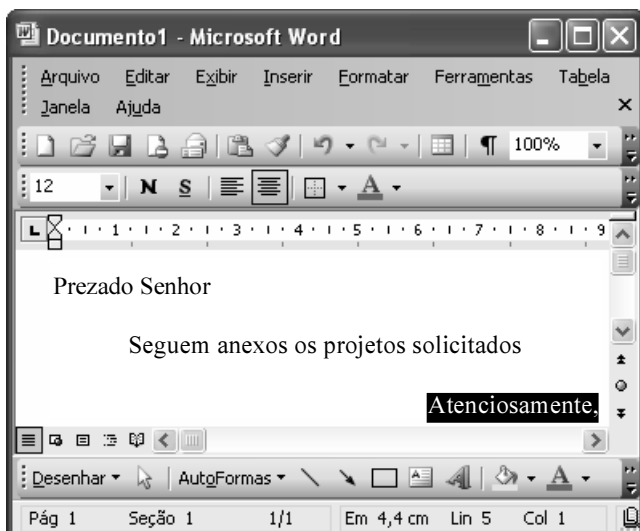 Documento1 - Microsoft Word
Arquivo Editar Exibir Inserir Formatar Ferramentas Tabela
Janela Ajuda
100%
12 N S A
1 1 2 3 4 5 6 7 8 9
Prezado Senhor
Seguem anexos os projetos solicitados
Atenciosamente,
Desenhar AutoFormas A
Pág 1 Seção 1 1/1 Em 4,4 cm Lin 5 Col 1